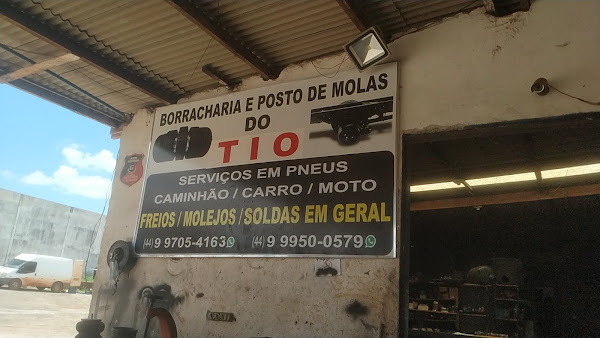 BORRACHARIA E POSTO DE MOLAS
DO
TIO
SERVIÇOS EM PNEUS
CAMINHÃO / CARRO / MOTO
FREIOS / MOLEJOS / SOLDAS EM GERAL
(44) 9 9705-4163 (44) 9 9950-0579